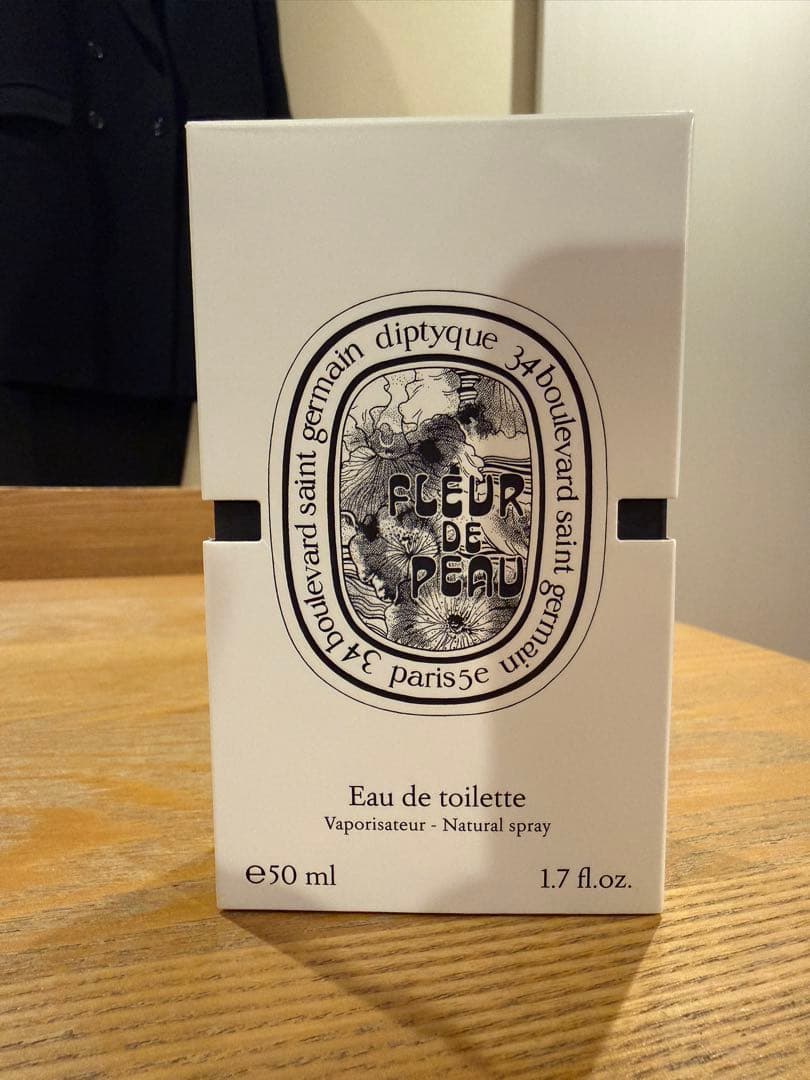 diptyque 34 boulevard saint germain paris5e 34 boulevard saint germain
FLEUR
DE
PEAU
Eau de toilette
Vaporisateur - Natural spray
℮50 ml
1.7 fl.oz.